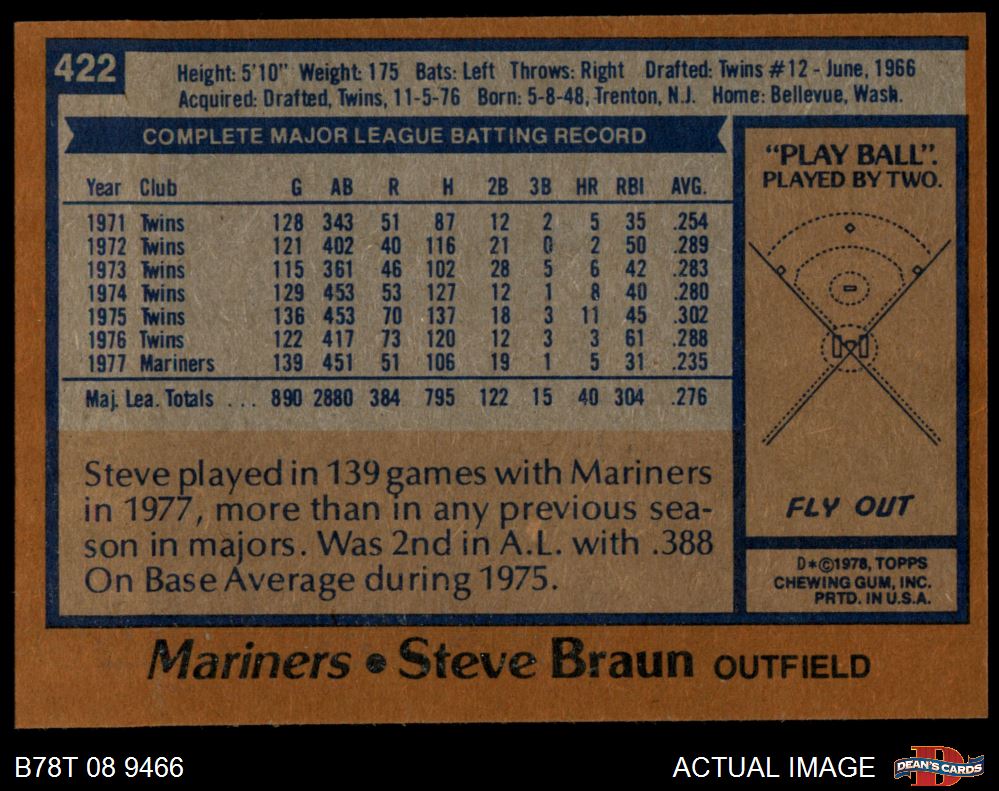 422
Height: 5'10" Weight: 175 Bats: Left Throws: Right Drafted: Twins #12 - June, 1966
Acquired: Drafted, Twins, 11-5-76 Born: 5-8-48, Trenton, N.J. Home: Bellevue, Wash.
COMPLETE MAJOR LEAGUE BATTING RECORD
Year Club G AB R H 2B 3B HR RBI AVG.
1971 Twins 128 343 51 87 12 2 5 35 .254
1972 Twins 121 402 40 116 21 0 2 50 .289
1973 Twins 115 361 46 102 28 5 6 42 .283
1974 Twins 129 453 53 127 12 1 8 40 .280
1975 Twins 136 453 70 137 18 3 11 45 .302
1976 Twins 122 417 73 120 12 3 3 61 .288
1977 Mariners 139 451 51 106 19 1 5 31 .235
Maj. Lea. Totals . . . 890 2880 384 795 122 15 40 304 .276
Steve played in 139 games with Mariners
in 1977, more than in any previous sea-
son in majors. Was 2nd in A.L. with .388
On Base Average during 1975.
"PLAY BALL".
PLAYED BY TWO.
FLY OUT
D*©1978, TOPPS
CHEWING GUM, INC.
PRTD. IN U.S.A.
Mariners • Steve Braun OUTFIELD
B78T 08 9466
ACTUAL IMAGE
DEAN'S CARDS